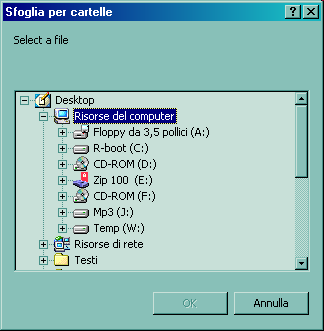 Sfoglia per cartelle
Select a file
Desktop
Risorse del computer
Floppy da 3,5 pollici (A:)
R-boot (C:)
CD-ROM (D:)
Zip 100 (E:)
CD-ROM (F:)
Mp3 (J:)
Temp (W:)
Risorse di rete
Testi
OK
Annulla